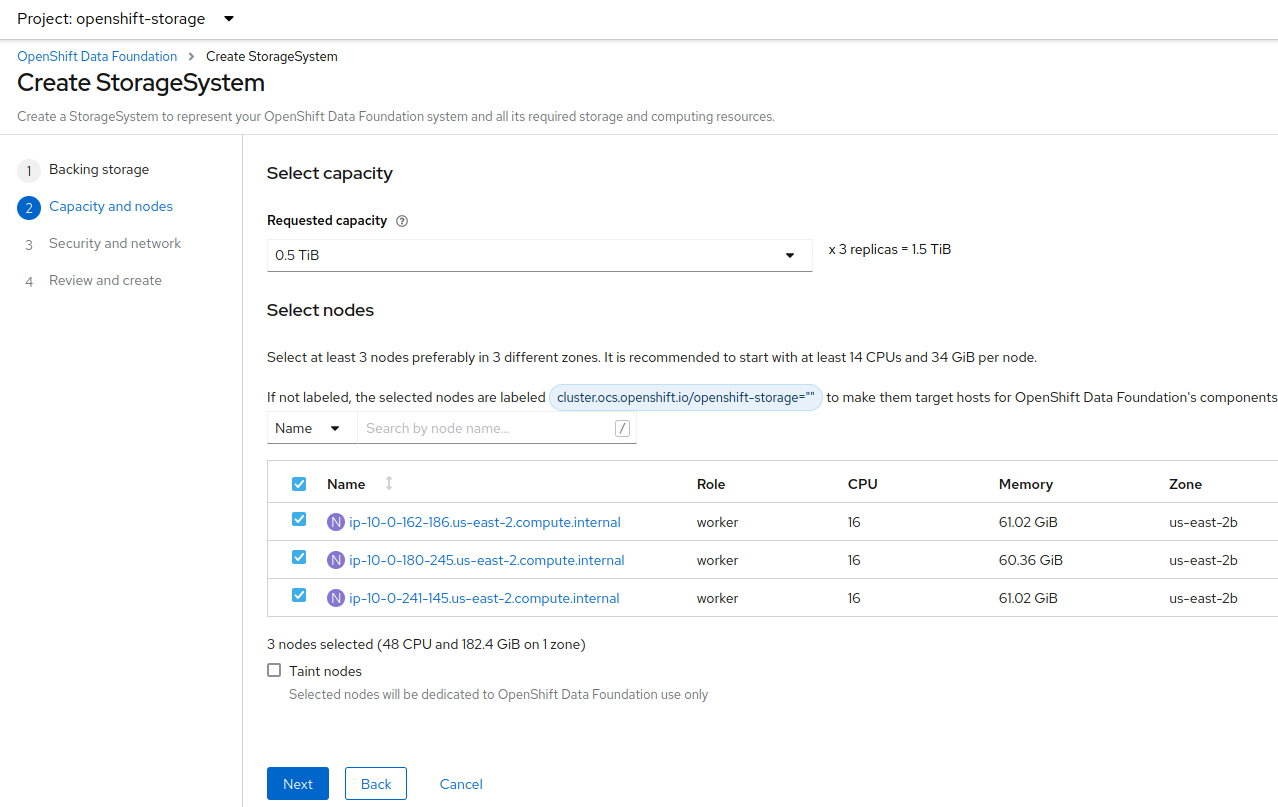 Project: openshift-storage
OpenShift Data Foundation > Create StorageSystem
Create StorageSystem
Create a StorageSystem to represent your OpenShift Data Foundation system and all its required storage and computing resources.
1 Backing storage
2 Capacity and nodes
3 Security and network
4 Review and create
Select capacity
Requested capacity ?
0.5 TiB x 3 replicas = 1.5 TiB
Select nodes
Select at least 3 nodes preferably in 3 different zones. It is recommended to start with at least 14 CPUs and 34 GiB per node.
If not labeled, the selected nodes are labeled cluster.ocs.openshift.io/openshift-storage="" to make them target hosts for OpenShift Data Foundation's components
Name Search by node name... /
Name Role CPU Memory Zone
N ip-10-0-162-186.us-east-2.compute.internal worker 16 61.02 GiB us-east-2b
N ip-10-0-180-245.us-east-2.compute.internal worker 16 60.36 GiB us-east-2b
N ip-10-0-241-145.us-east-2.compute.internal worker 16 61.02 GiB us-east-2b
3 nodes selected (48 CPU and 182.4 GiB on 1 zone)
Taint nodes
Selected nodes will be dedicated to OpenShift Data Foundation use only
Next Back Cancel